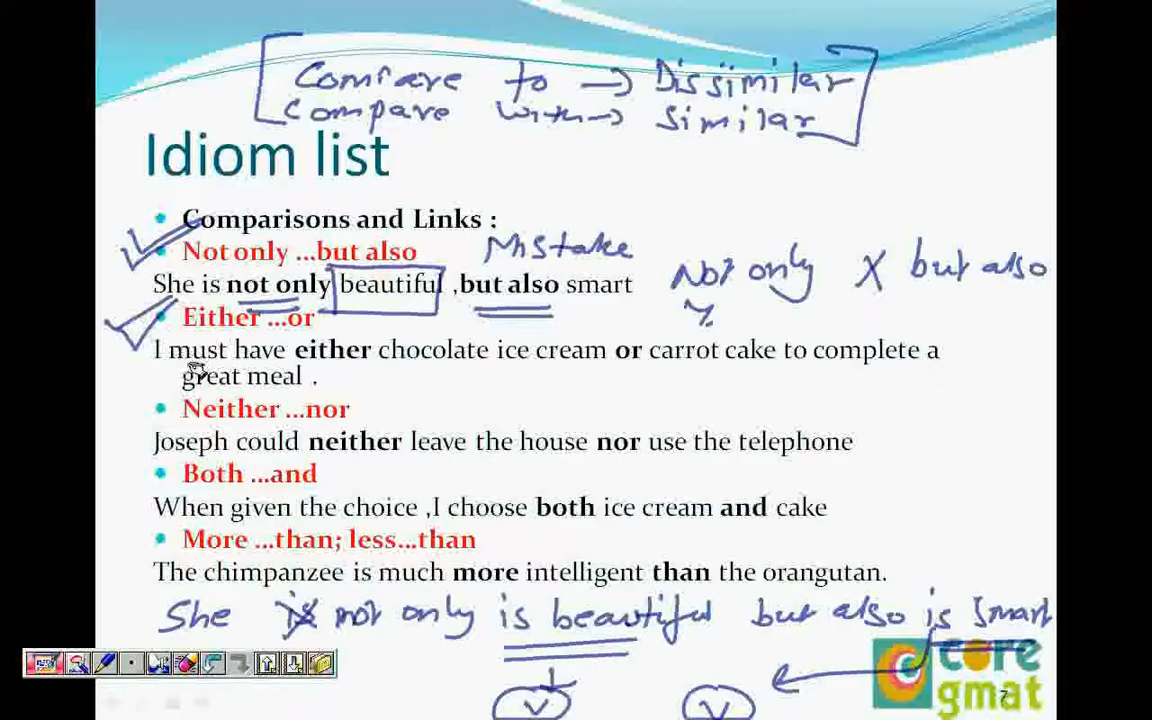 Compare to → Dissimilar
Compare with → Similar
Idiom list
• Comparisons and Links :
• Not only ...but also
Mistake
Not only X but also
Y
She is not only beautiful ,but also smart
• Either ...or
I must have either chocolate ice cream or carrot cake to complete a
great meal .
• Neither ...nor
Joseph could neither leave the house nor use the telephone
• Both ...and
When given the choice ,I choose both ice cream and cake
• More ...than; less...than
The chimpanzee is much more intelligent than the orangutan.
She is not only is beautiful but also is smart
V V
core
gmat
7